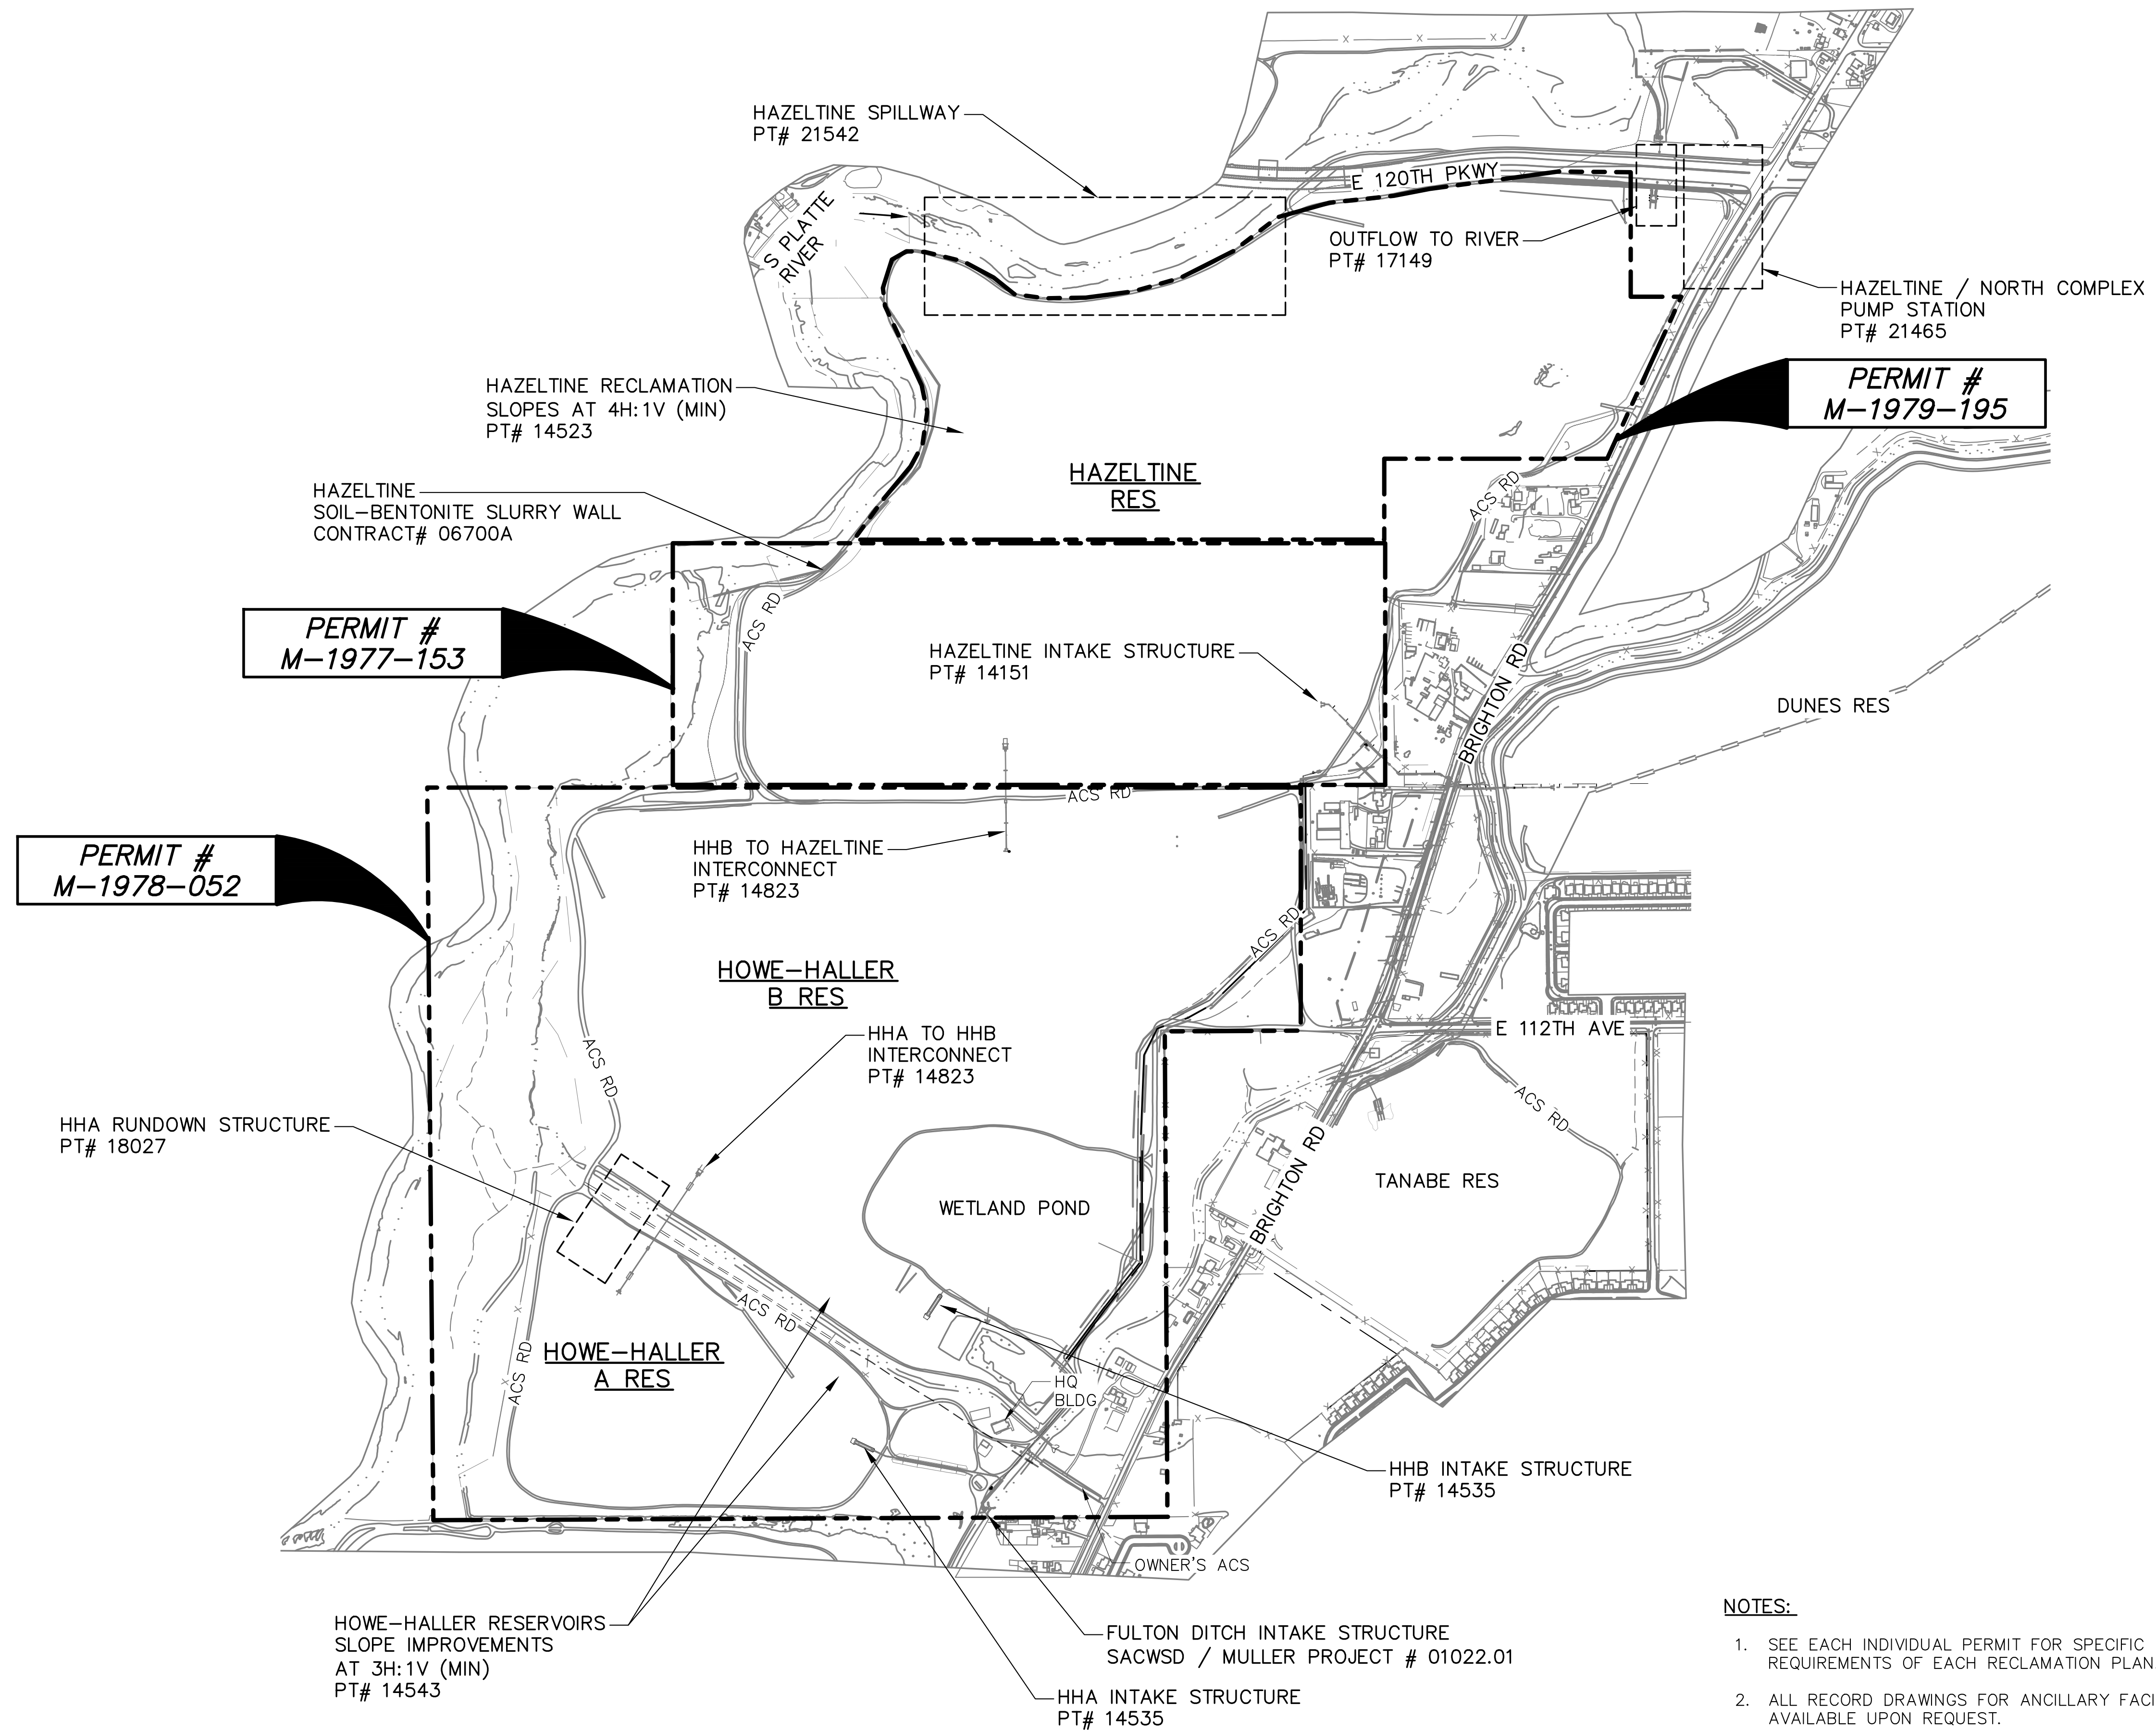 HAZELTINE SPILLWAY
PT# 21542
E 120TH PKWY
S PLATTE
RIVER
OUTFLOW TO RIVER
PT# 17149
HAZELTINE / NORTH COMPLEX
PUMP STATION
PT# 21465
HAZELTINE RECLAMATION
SLOPES AT 4H:1V (MIN)
PT# 14523
PERMIT #
M-1979-195
HAZELTINE
RES
HAZELTINE
SOIL-BENTONITE SLURRY WALL
CONTRACT# 06700A
ACS RD
ACS RD
PERMIT #
M-1977-153
HAZELTINE INTAKE STRUCTURE
PT# 14151
BRIGHTON RD
DUNES RES
ACS RD
HHB TO HAZELTINE
INTERCONNECT
PT# 14823
PERMIT #
M-1978-052
ACS RD
HOWE-HALLER
B RES
E 112TH AVE
HHA TO HHB
INTERCONNECT
PT# 14823
ACS RD
ACS RD
HHA RUNDOWN STRUCTURE
PT# 18027
BRIGHTON RD
TANABE RES
WETLAND POND
ACS RD
HOWE-HALLER
A RES
ACS RD
HQ
BLDG
HHB INTAKE STRUCTURE
PT# 14535
OWNER'S ACS
HOWE-HALLER RESERVOIRS
SLOPE IMPROVEMENTS
AT 3H:1V (MIN)
PT# 14543
FULTON DITCH INTAKE STRUCTURE
SACWSD / MULLER PROJECT # 01022.01
HHA INTAKE STRUCTURE
PT# 14535
NOTES:
1. SEE EACH INDIVIDUAL PERMIT FOR SPECIFIC
REQUIREMENTS OF EACH RECLAMATION PLAN
2. ALL RECORD DRAWINGS FOR ANCILLARY FACI
AVAILABLE UPON REQUEST.